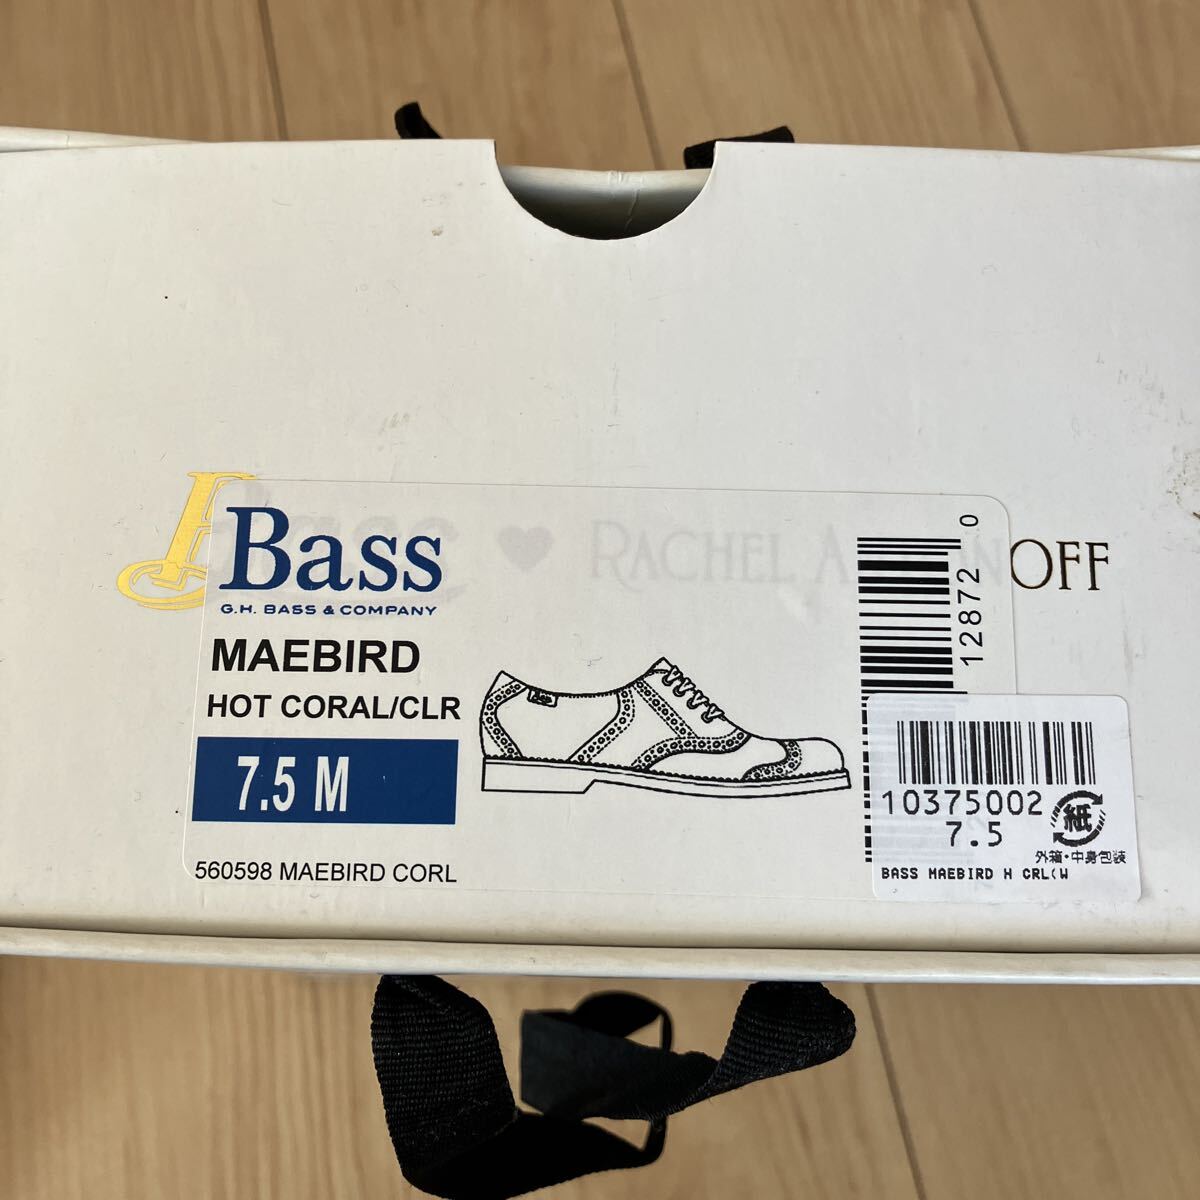 Bass
G.H. BASS & COMPANY
♥ RACHEL A
OFF
MAEBIRD
HOT CORAL/CLR
7.5 M
560598 MAEBIRD CORL
12872 0
10375002
7.5
紙
外箱・中身包装
BASS MAEBIRD H CRL(W